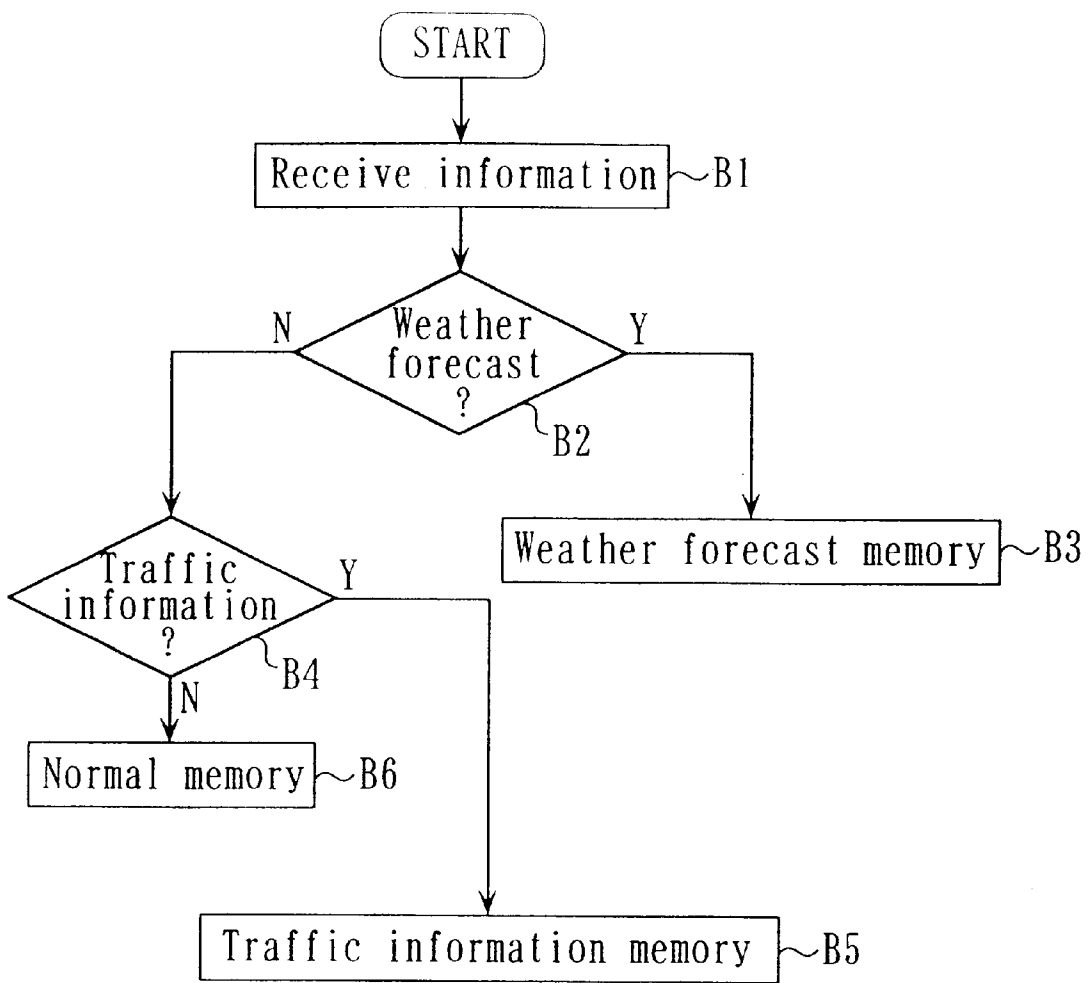 START
Receive information
B1
N
Weather
forecast
?
Y
B2
Weather forecast memory
B3
Traffic
information
?
Y
B4
N
Normal memory
B6
Traffic information memory
B5